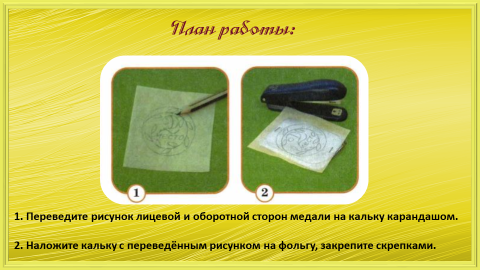 План работы:
1
2
1. Переведите рисунок лицевой и оборотной сторон медали на кальку карандашом.
2. Наложите кальку с переведённым рисунком на фольгу, закрепите скрепками.